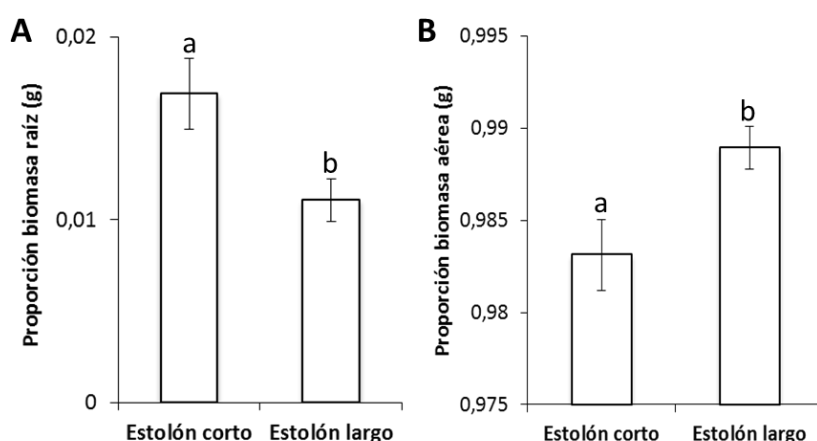 A
Proporción biomasa raíz (g)
0,02
0,01
0
a
b
Estolón corto
Estolón largo
B
Proporción biomasa aérea (g)
0,995
0,99
0,985
0,98
0,975
a
b
Estolón corto
Estolón largo